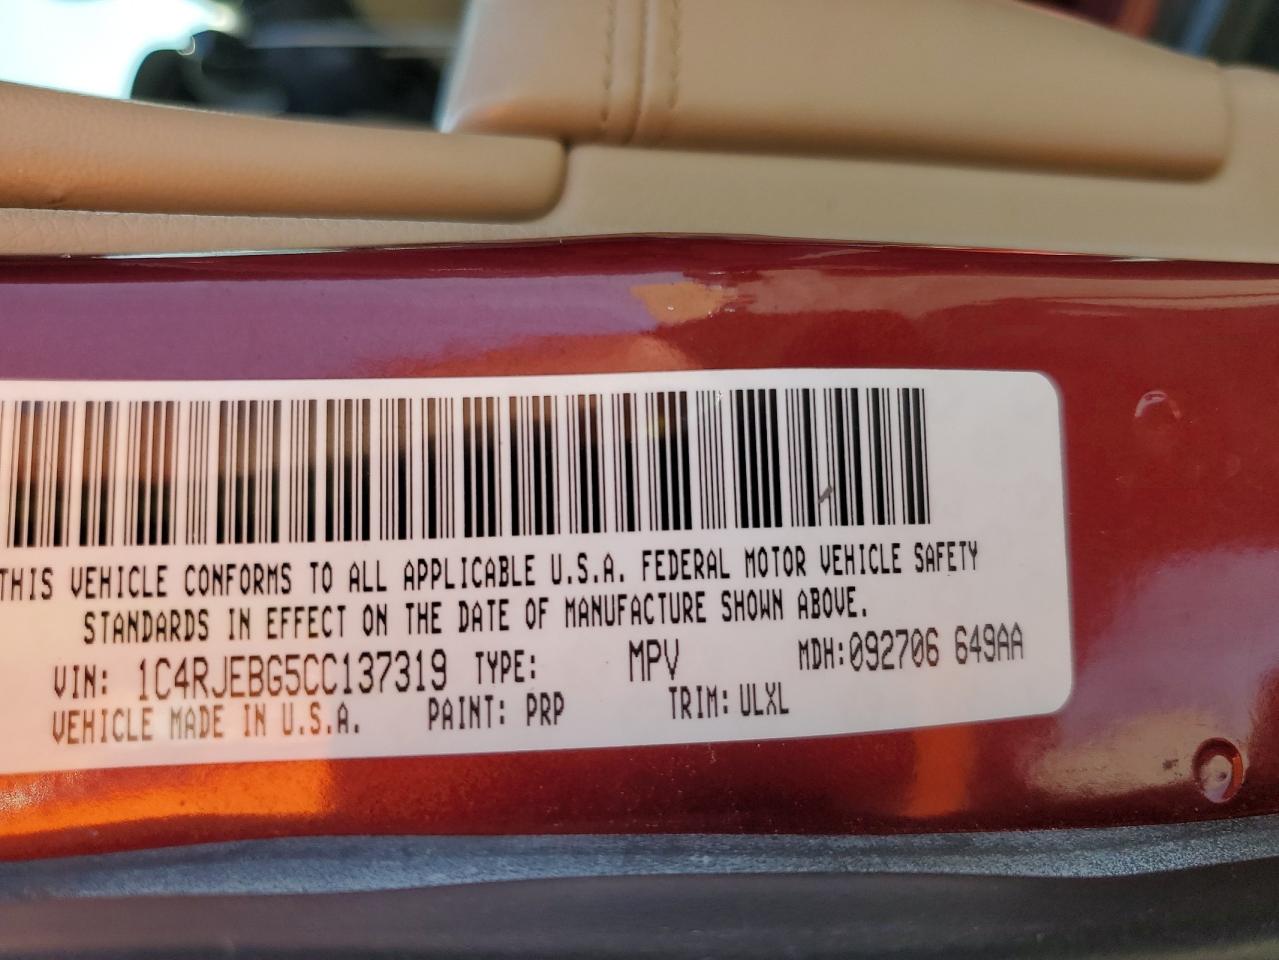 THIS VEHICLE CONFORMS TO ALL APPLICABLE U.S.A. FEDERAL MOTOR VEHICLE SAFETY
STANDARDS IN EFFECT ON THE DATE OF MANUFACTURE SHOWN ABOVE.
VIN: 1C4RJEBG5CC137319 TYPE: MPV MDH:092706 649AA
VEHICLE MADE IN U.S.A. PAINT: PRP TRIM: ULXL